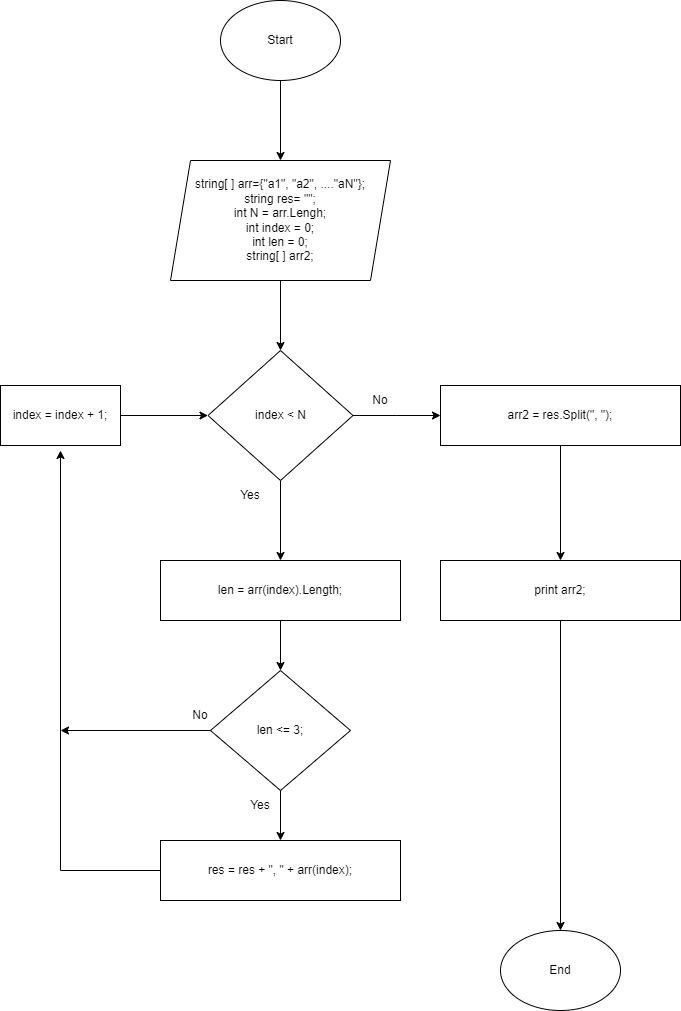 Start
string[ ] arr={"a1", "a2", ...."aN"};
string res= "";
int N = arr.Lengh;
int index = 0;
int len = 0;
string[ ] arr2;
index = index + 1;
index < N
No
arr2 = res.Split(", ");
Yes
len = arr(index).Length;
print arr2;
No
len <= 3;
Yes
res = res + ", " + arr(index);
End